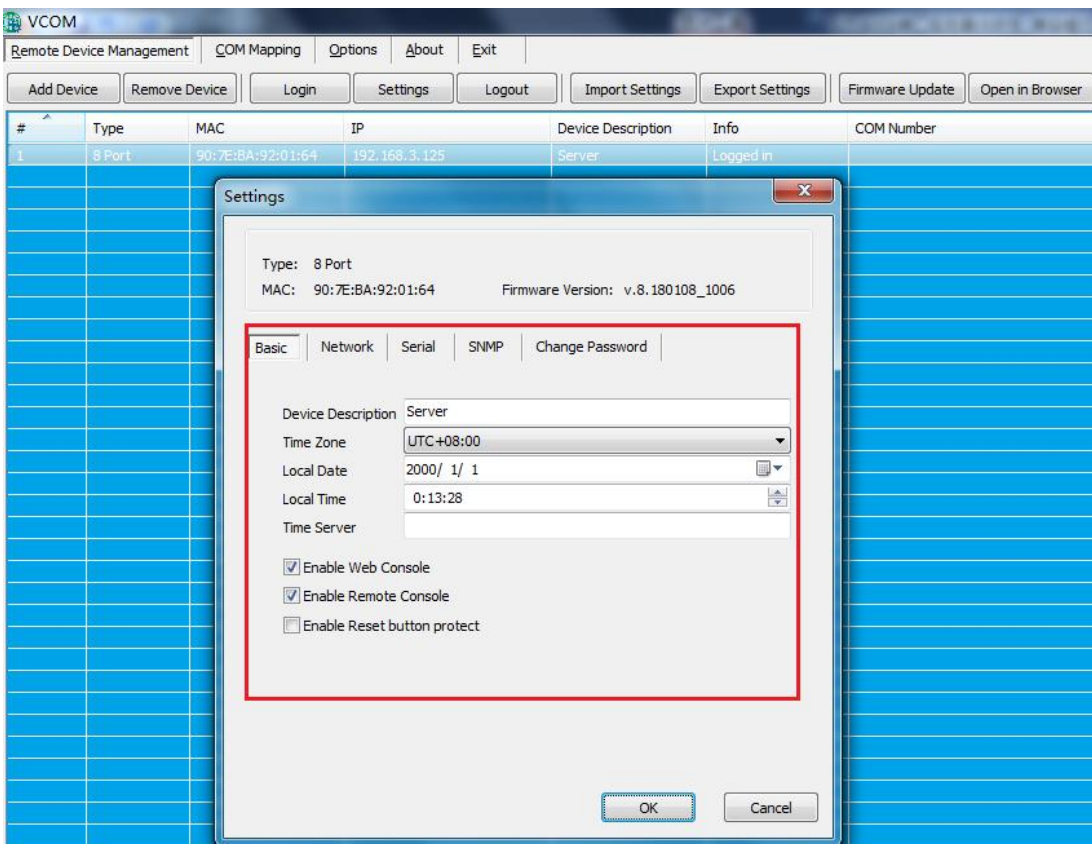 VCOM
Remote Device Management COM Mapping Options About Exit
Add Device Remove Device Login Settings Logout Import Settings Export Settings Firmware Update Open in Browser
# Type MAC IP Device Description Info COM Number
1 8 Port 90:7E:BA:92:01:64 192.168.3.125 Server Logged in
Settings
Type: 8 Port
MAC: 90:7E:BA:92:01:64 Firmware Version: v.8.180108_1006
Basic Network Serial SNMP Change Password
Device Description Server
Time Zone UTC+08:00
Local Date 2000/ 1/ 1
Local Time 0:13:28
Time Server
Enable Web Console
Enable Remote Console
Enable Reset button protect
OK Cancel